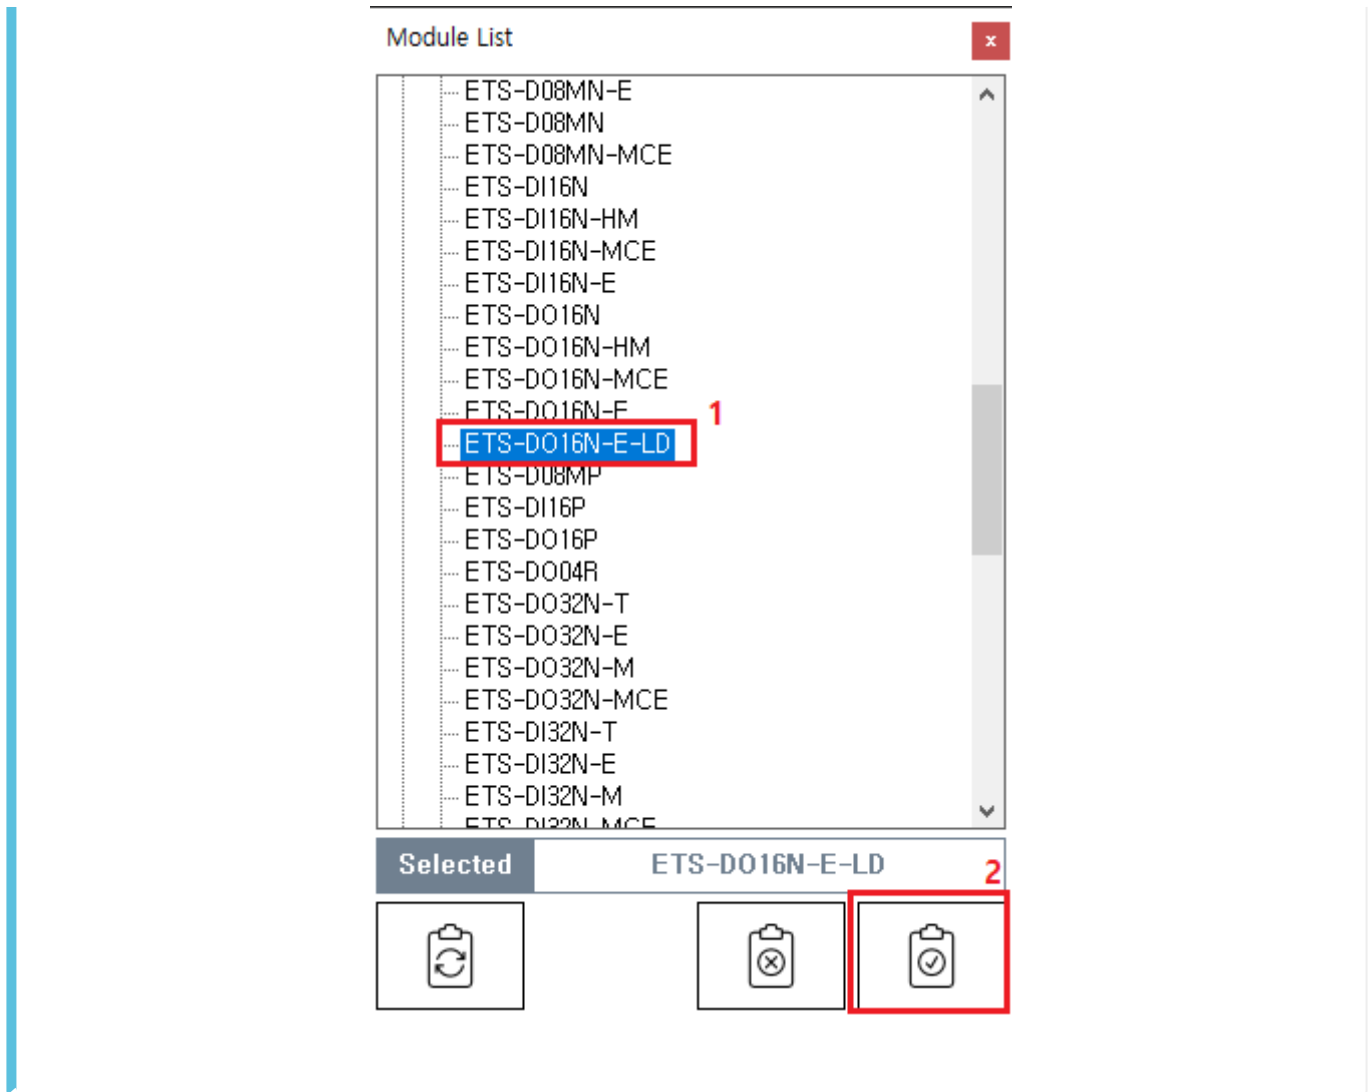 Module List
x
ETS-D08MN-E
ETS-D08MN
ETS-D08MN-MCE
ETS-DI16N
ETS-DI16N-HM
ETS-DI16N-MCE
ETS-DI16N-E
ETS-DO16N
ETS-DO16N-HM
ETS-DO16N-MCE
ETS-DO16N-E
1
ETS-DO16N-E-LD
ETS-D08MP
ETS-DI16P
ETS-DO16P
ETS-DO04R
ETS-DO32N-T
ETS-DO32N-E
ETS-DO32N-M
ETS-DO32N-MCE
ETS-DI32N-T
ETS-DI32N-E
ETS-DI32N-M
ETS-DI32N-MCE
Selected ETS-DO16N-E-LD
2